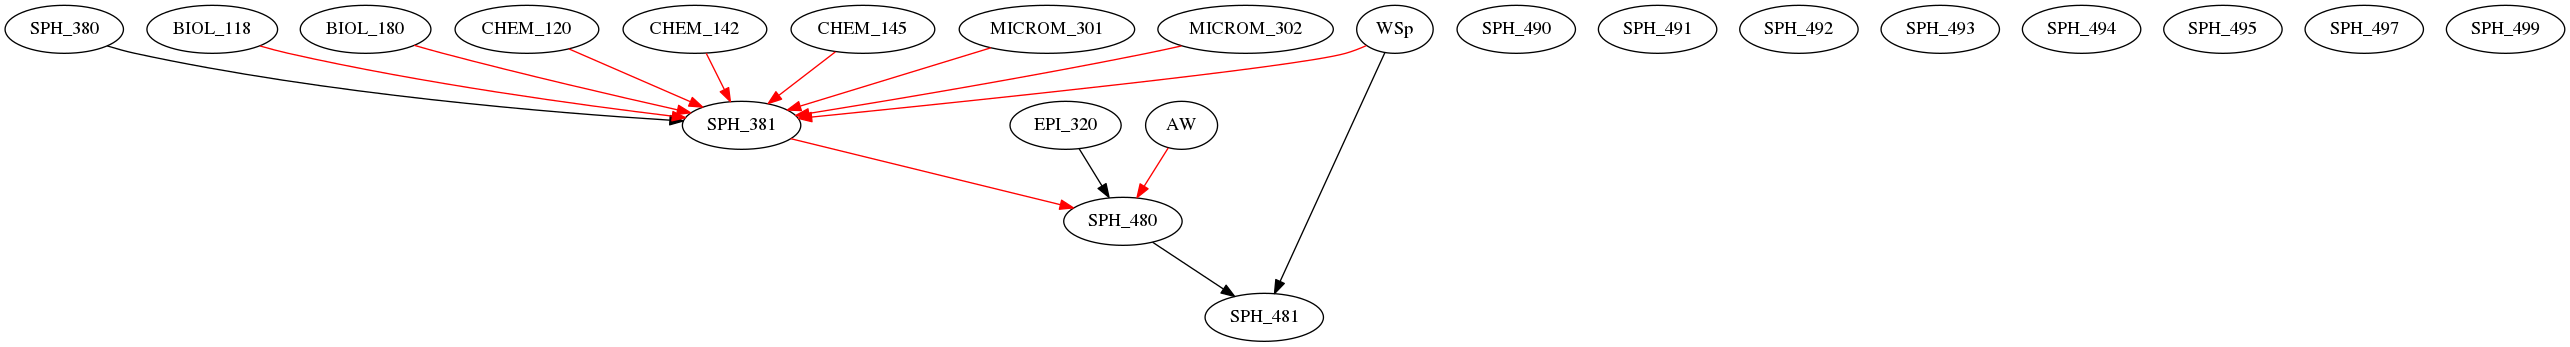 SPH_380 BIOL_118 BIOL_180 CHEM_120 CHEM_142 CHEM_145 MICROM_301 MICROM_302 WSp SPH_490 SPH_491 SPH_492 SPH_493 SPH_494 SPH_495 SPH_497 SPH_499
SPH_381 EPI_320 AW
SPH_480
SPH_481